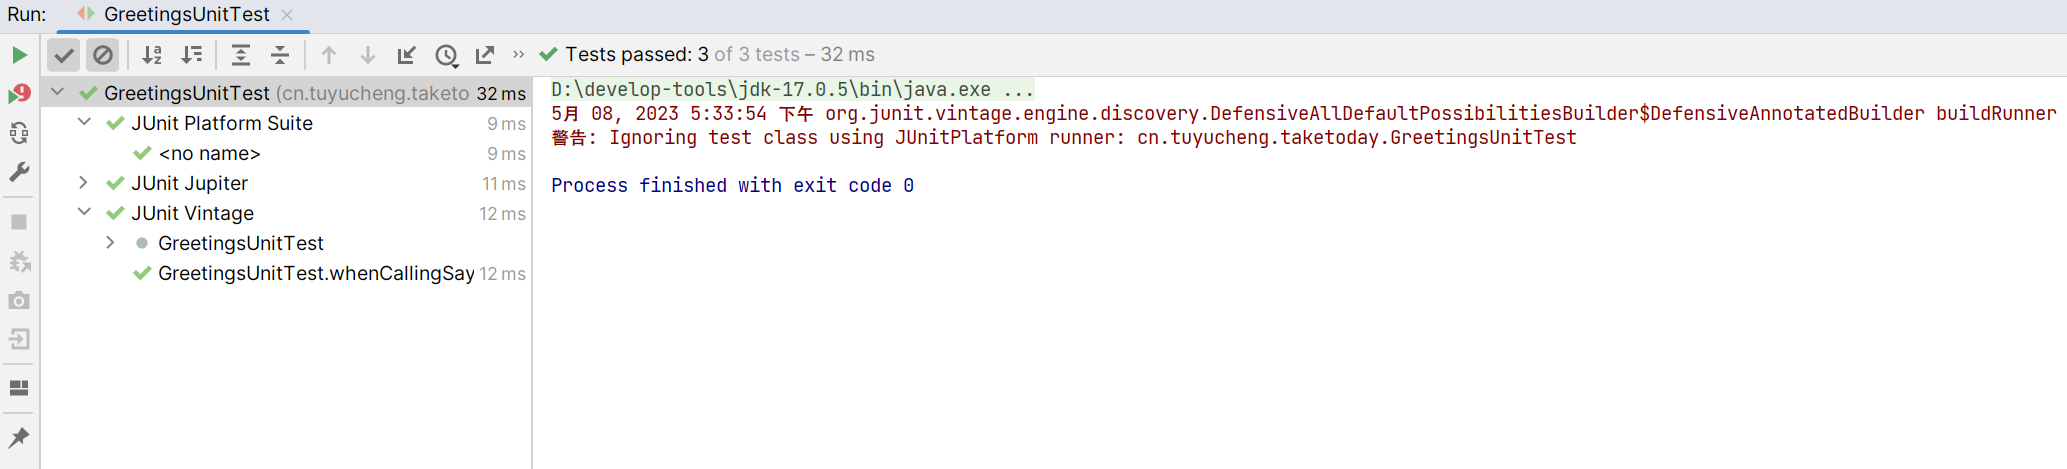 Run: GreetingsUnitTest
Tests passed: 3 of 3 tests – 32 ms
GreetingsUnitTest (cn.tuyucheng.taketo 32 ms
JUnit Platform Suite 9 ms
<no name> 9 ms
JUnit Jupiter 11 ms
JUnit Vintage 12 ms
GreetingsUnitTest
GreetingsUnitTest.whenCallingSay 12 ms
D:\develop-tools\jdk-17.0.5\bin\java.exe ...
5月 08, 2023 5:33:54 下午 org.junit.vintage.engine.discovery.DefensiveAllDefaultPossibilitiesBuilder$DefensiveAnnotatedBuilder buildRunner
警告: Ignoring test class using JUnitPlatform runner: cn.tuyucheng.taketoday.GreetingsUnitTest
Process finished with exit code 0